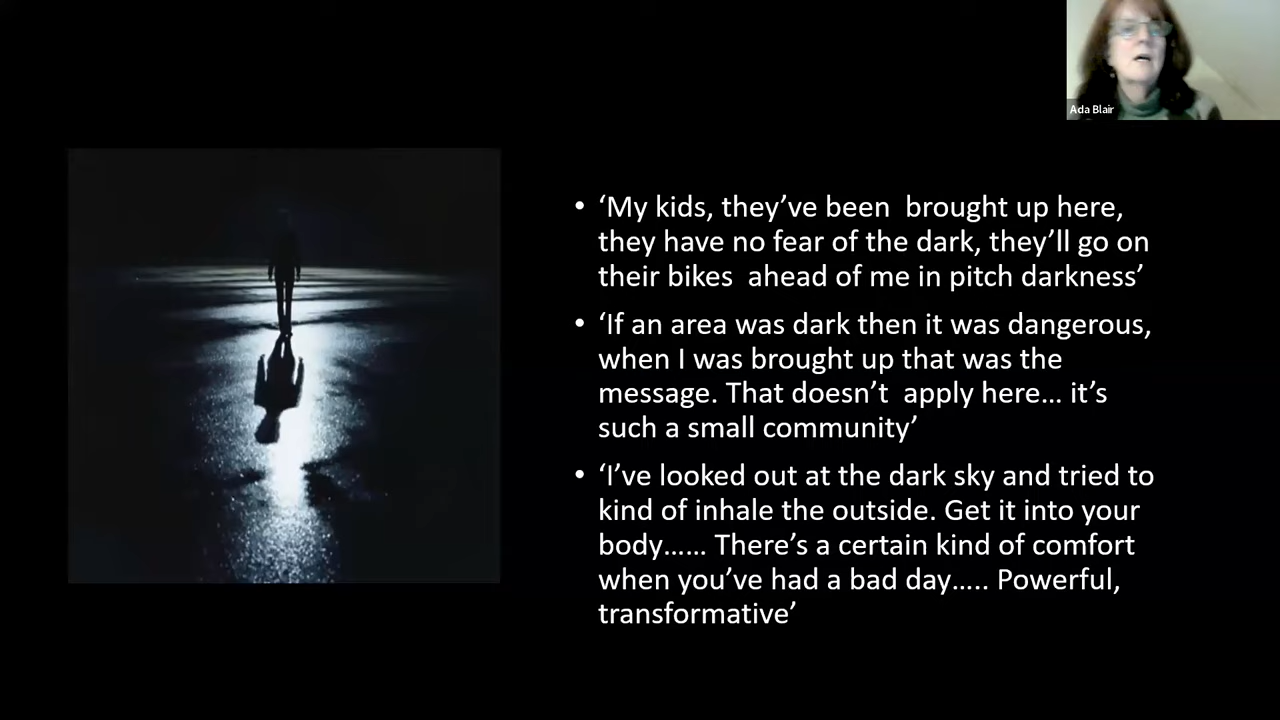 Ada Blair
• ‘My kids, they’ve been  brought up here,
they have no fear of the dark, they’ll go on
their bikes  ahead of me in pitch darkness’
• ‘If an area was dark then it was dangerous,
when I was brought up that was the
message. That doesn’t  apply here… it’s
such a small community’
• ‘I’ve looked out at the dark sky and tried to
kind of inhale the outside. Get it into your
body…… There’s a certain kind of comfort
when you’ve had a bad day….. Powerful,
transformative’